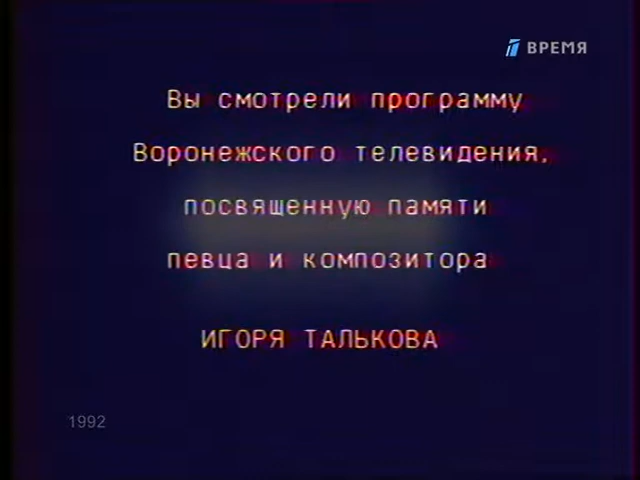 ВРЕМЯ
Вы смотрели программу
Воронежского телевидения,
посвященную памяти
певца и композитора
ИГОРЯ ТАЛЬКОВА
1992